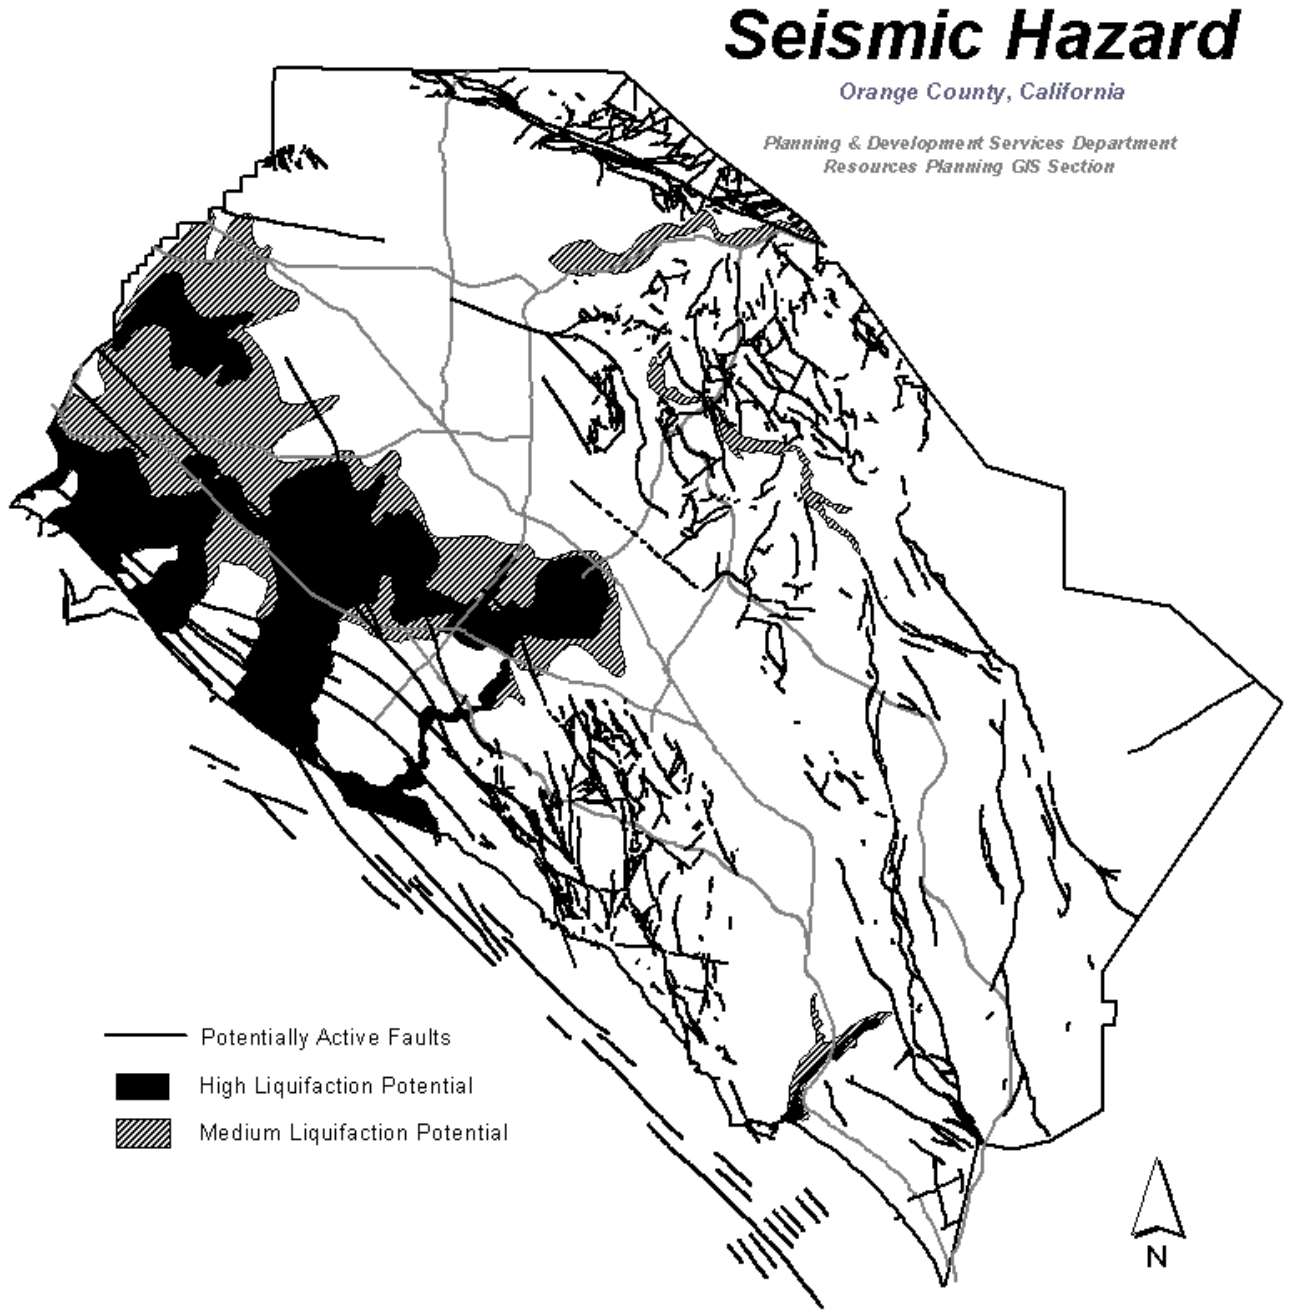 Seismic Hazard
Orange County, California
Planning & Development Services Department
Resources Planning GIS Section
Potentially Active Faults
High Liquifaction Potential
Medium Liquifaction Potential
N